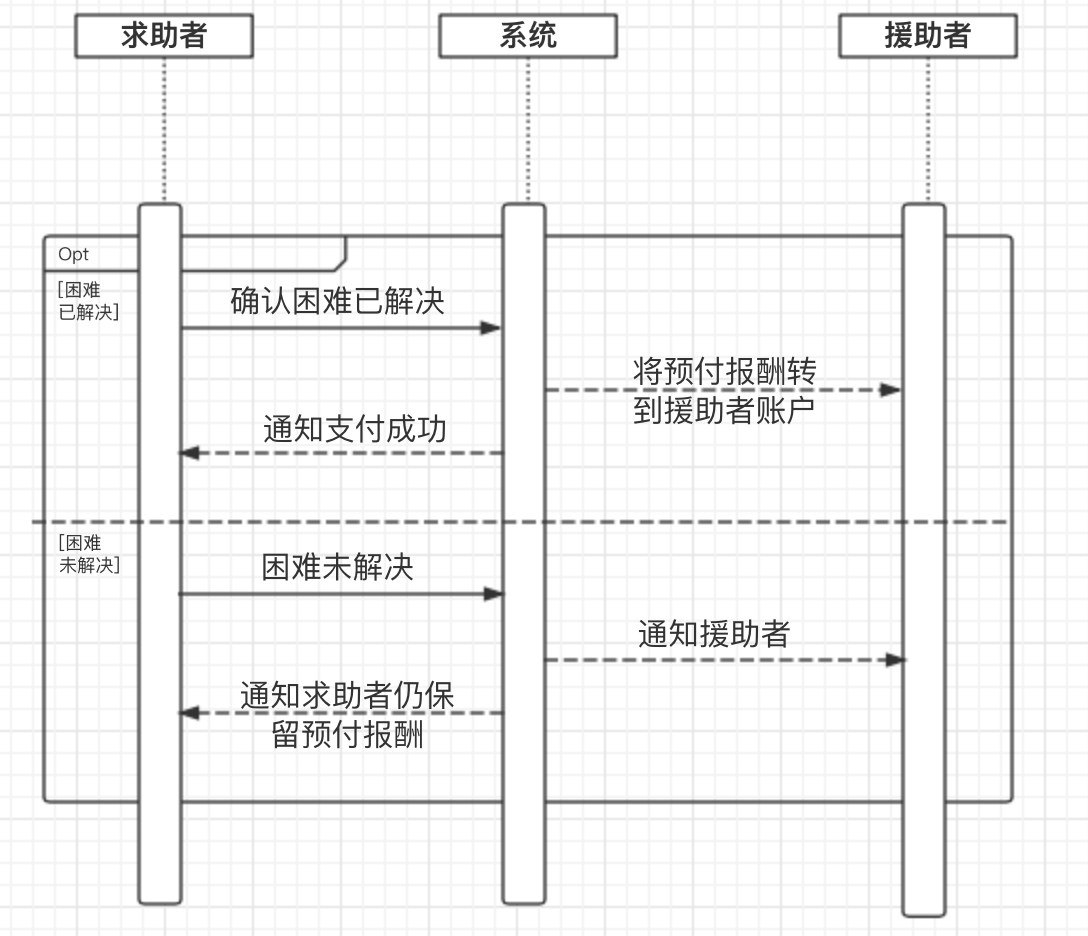 求助者
系统
援助者
Opt
[困难
已解决]
确认困难已解决
将预付报酬转
到援助者账户
通知支付成功
[困难
未解决]
困难未解决
通知援助者
通知求助者仍保
留预付报酬